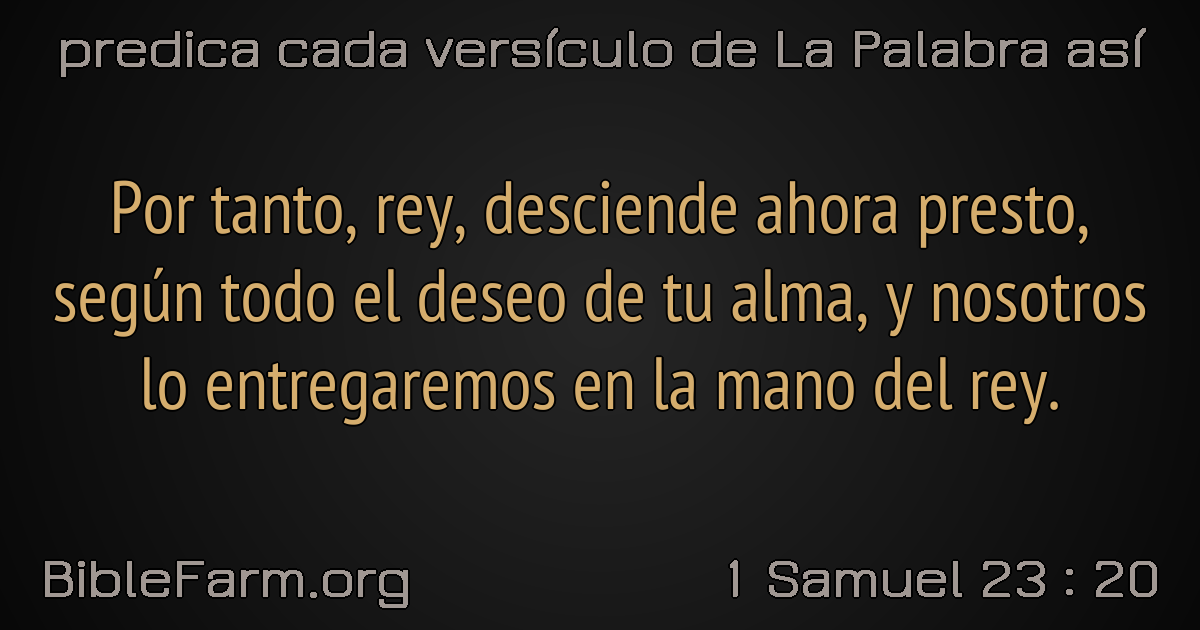 predica cada versículo de La Palabra así
Por tanto, rey, desciende ahora presto,
según todo el deseo de tu alma, y nosotros
lo entregaremos en la mano del rey.
BibleFarm.org
1 Samuel 23 : 20